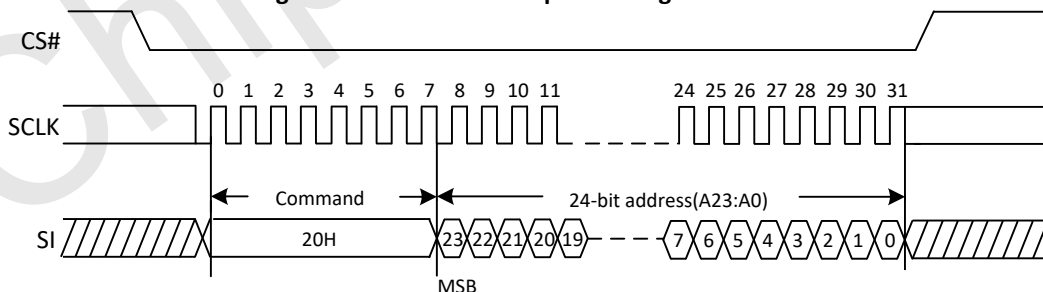 CS#
0 1 2 3 4 5 6 7 8 9 10 11 24 25 26 27 28 29 30 31
SCLK
Command 24-bit address(A23:A0)
SI 20H 23 22 21 20 19 7 6 5 4 3 2 1 0
MSB